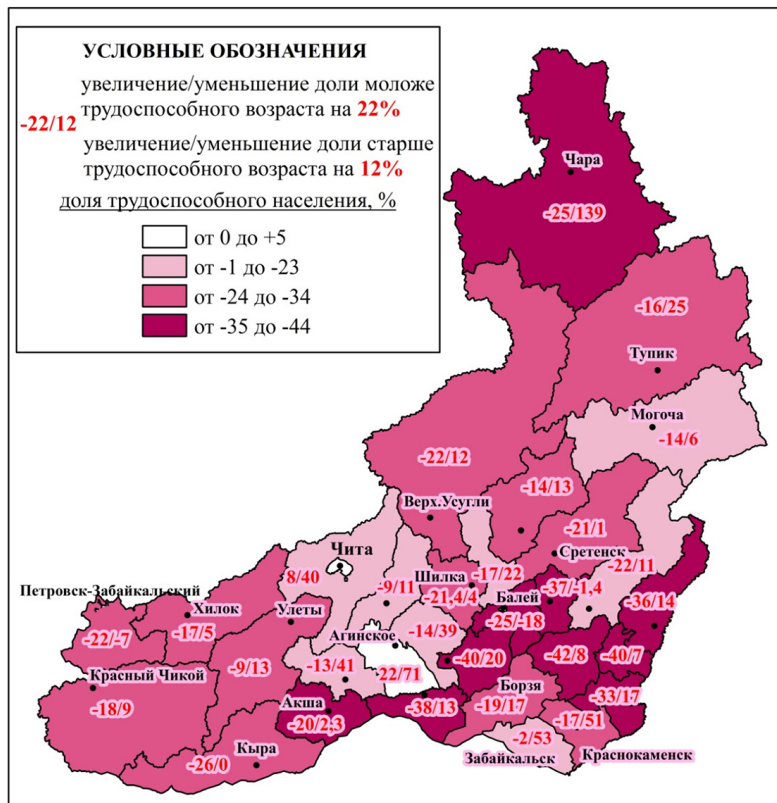 УСЛОВНЫЕ ОБОЗНАЧЕНИЯ
увеличение/уменьшение доли моложе
трудоспособного возраста на 22%
-22/12
увеличение/уменьшение доли старше
трудоспособного возраста на 12%
доля трудоспособного населения, %
от 0 до +5
от -1 до -23
от -24 до -34
от -35 до -44
Чара
-25/139
-16/25
Тупик
Могоча
-14/6
-22/12
-14/13
Верх.Усугли
-21/1
Сретенск
Чита
8/40
-9/11
Шилка
-17/22
-21,4/4
Балей
-37/-1,4
-22/11
-25/-18
-36/14
Петровск-Забайкальский
Хилок
-17/5
Улеты
-22/-7
Агинское
-14/39
-40/20
-42/8
-40/7
Красный Чикой
-9/13
-13/41
-22/71
-18/9
Борзя
-33/17
Акша
-20/2,3
-38/13
-19/17
-17/51
Кыра
-26/0
-2/53
Забайкальск
Краснокаменск